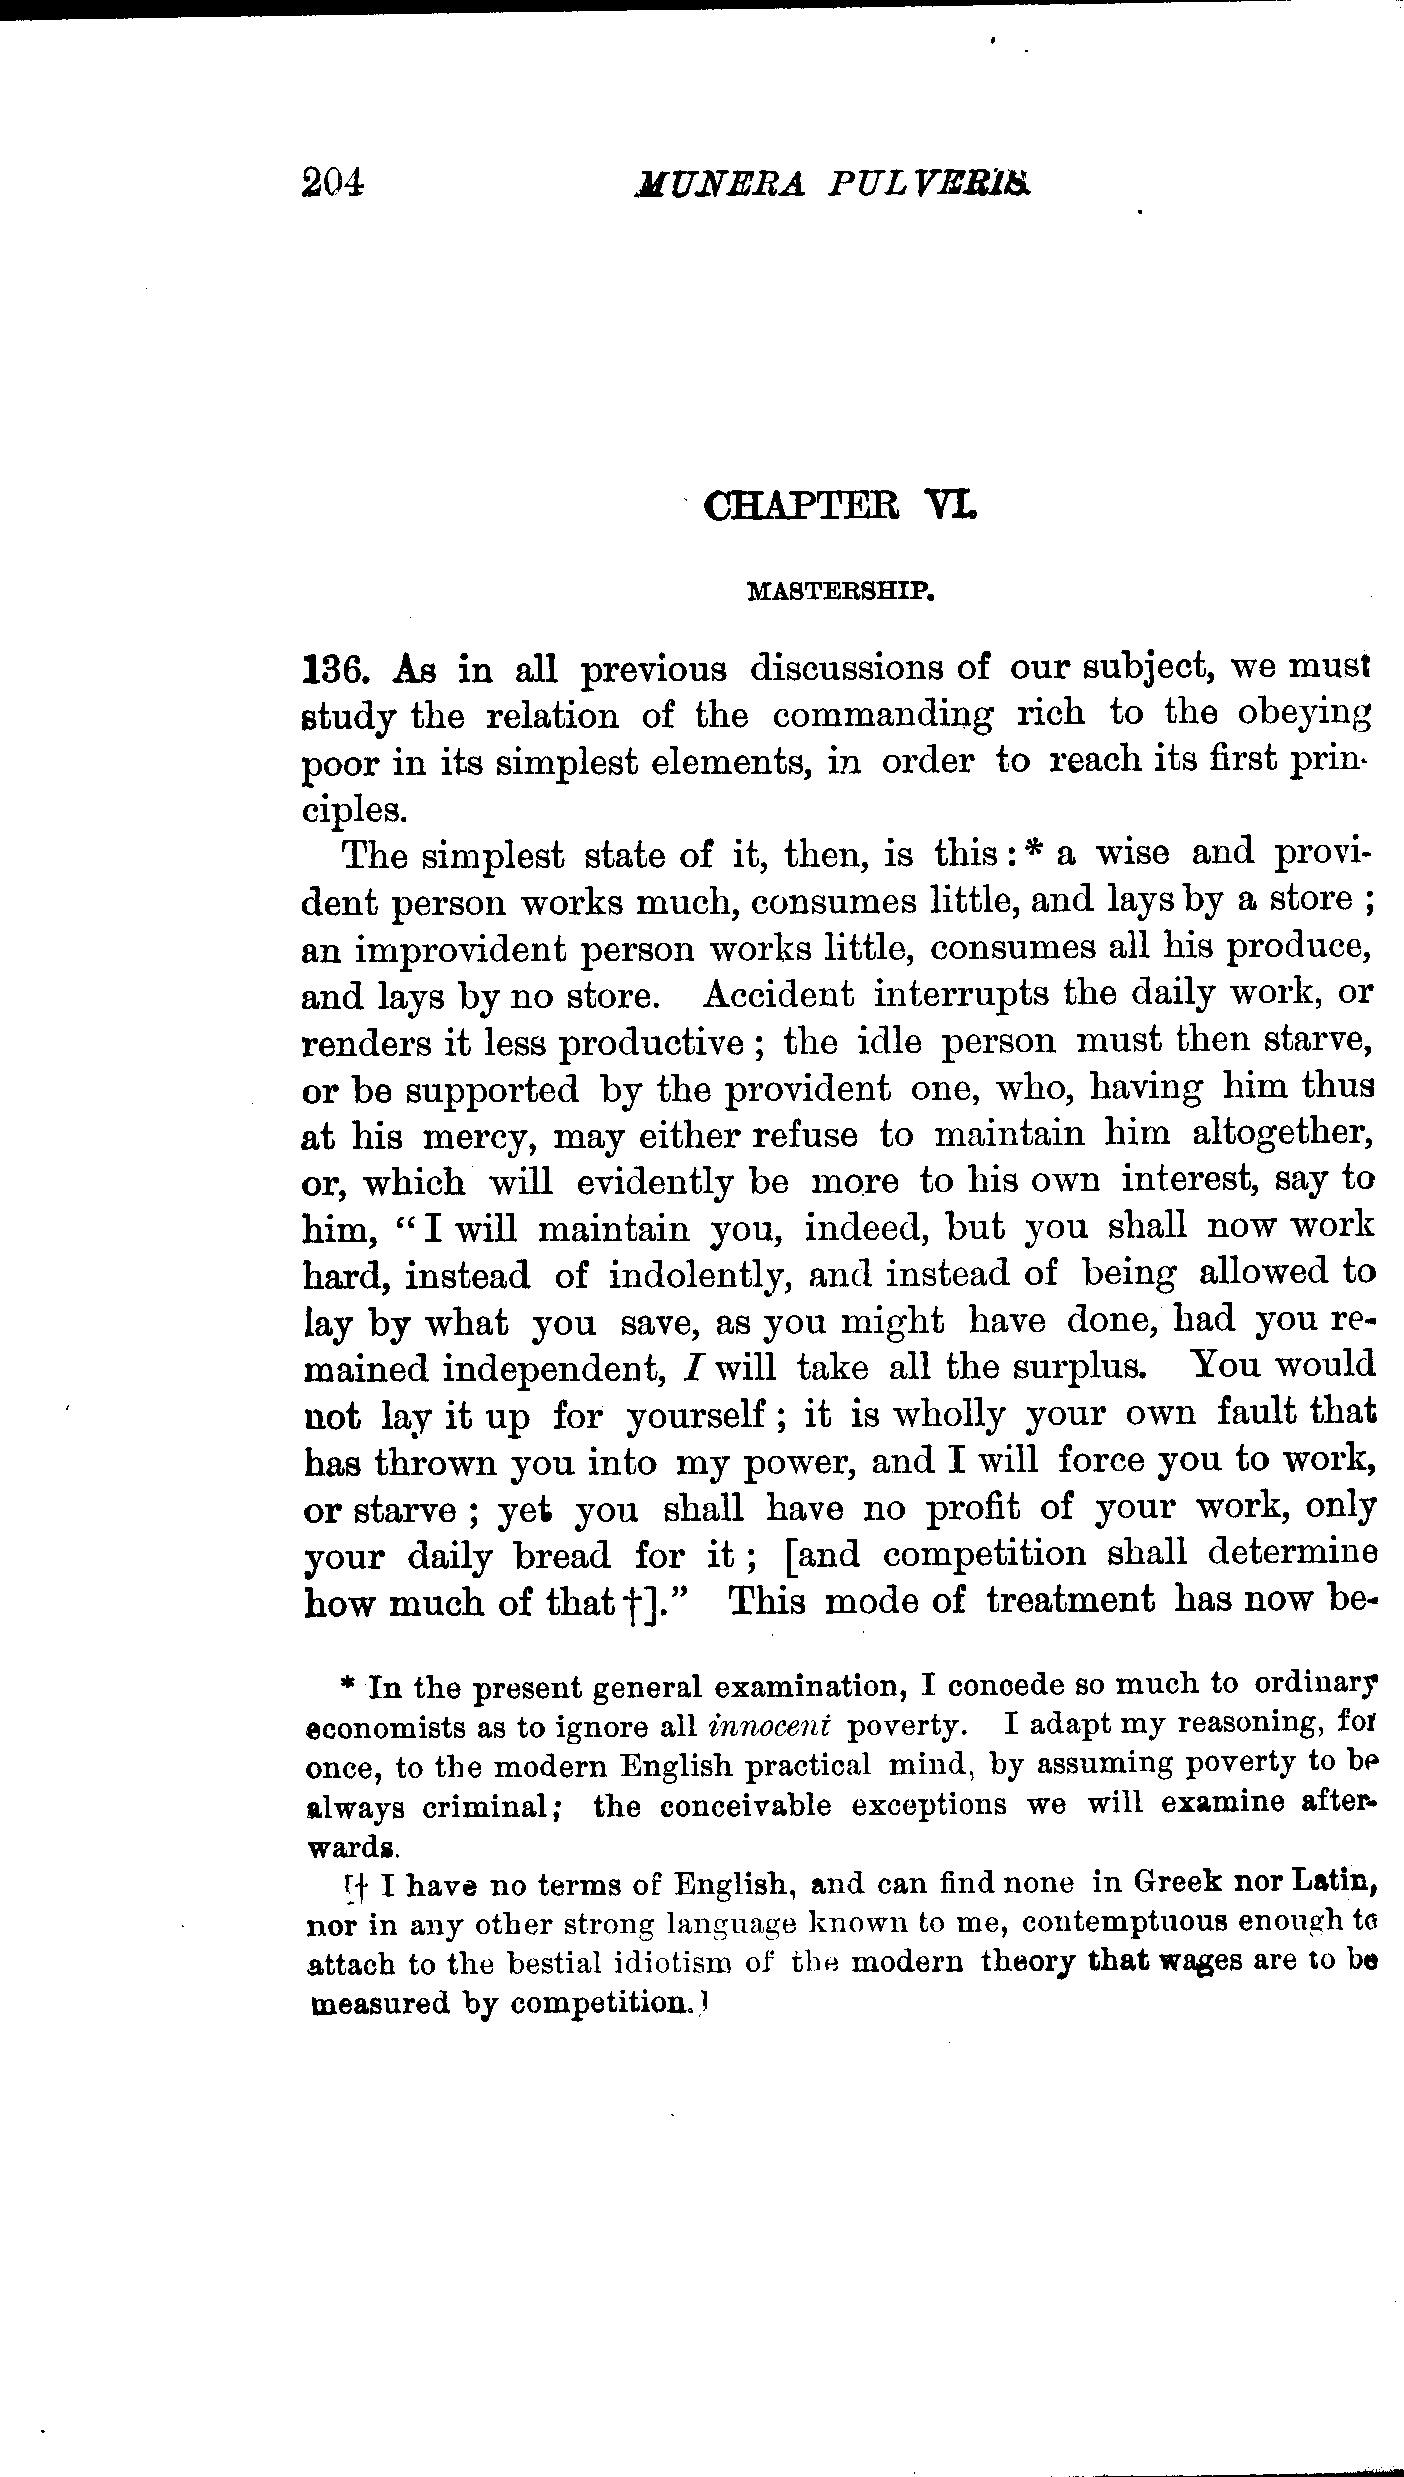 204 MUNERA PULVERIS.
CHAPTER VI.
MASTERSHIP.
136. As in all previous discussions of our subject, we must
study the relation of the commanding rich to the obeying
poor in its simplest elements, in order to reach its first prin-
ciples.
The simplest state of it, then, is this:* a wise and provi-
dent person works much, consumes little, and lays by a store;
an improvident person works little, consumes all his produce,
and lays by no store. Accident interrupts the daily work, or
renders it less productive; the idle person must then starve,
or be supported by the provident one, who, having him thus
at his mercy, may either refuse to maintain him altogether,
or, which will evidently be more to his own interest, say to
him, "I will maintain you, indeed, but you shall now work
hard, instead of indolently, and instead of being allowed to
lay by what you save, as you might have done, had you re-
mained independent, I will take all the surplus. You would
not lay it up for yourself; it is wholly your own fault that
has thrown you into my power, and I will force you to work,
or starve; yet you shall have no profit of your work, only
your daily bread for it; [and competition shall determine
how much of that†]." This mode of treatment has now be-
* In the present general examination, I concede so much to ordinary
economists as to ignore all innocent poverty. I adapt my reasoning, for
once, to the modern English practical mind, by assuming poverty to be
always criminal; the conceivable exceptions we will examine after-
wards.
[† I have no terms of English, and can find none in Greek nor Latin,
nor in any other strong language known to me, contemptuous enough to
attach to the bestial idiotism of the modern theory that wages are to be
measured by competition.]